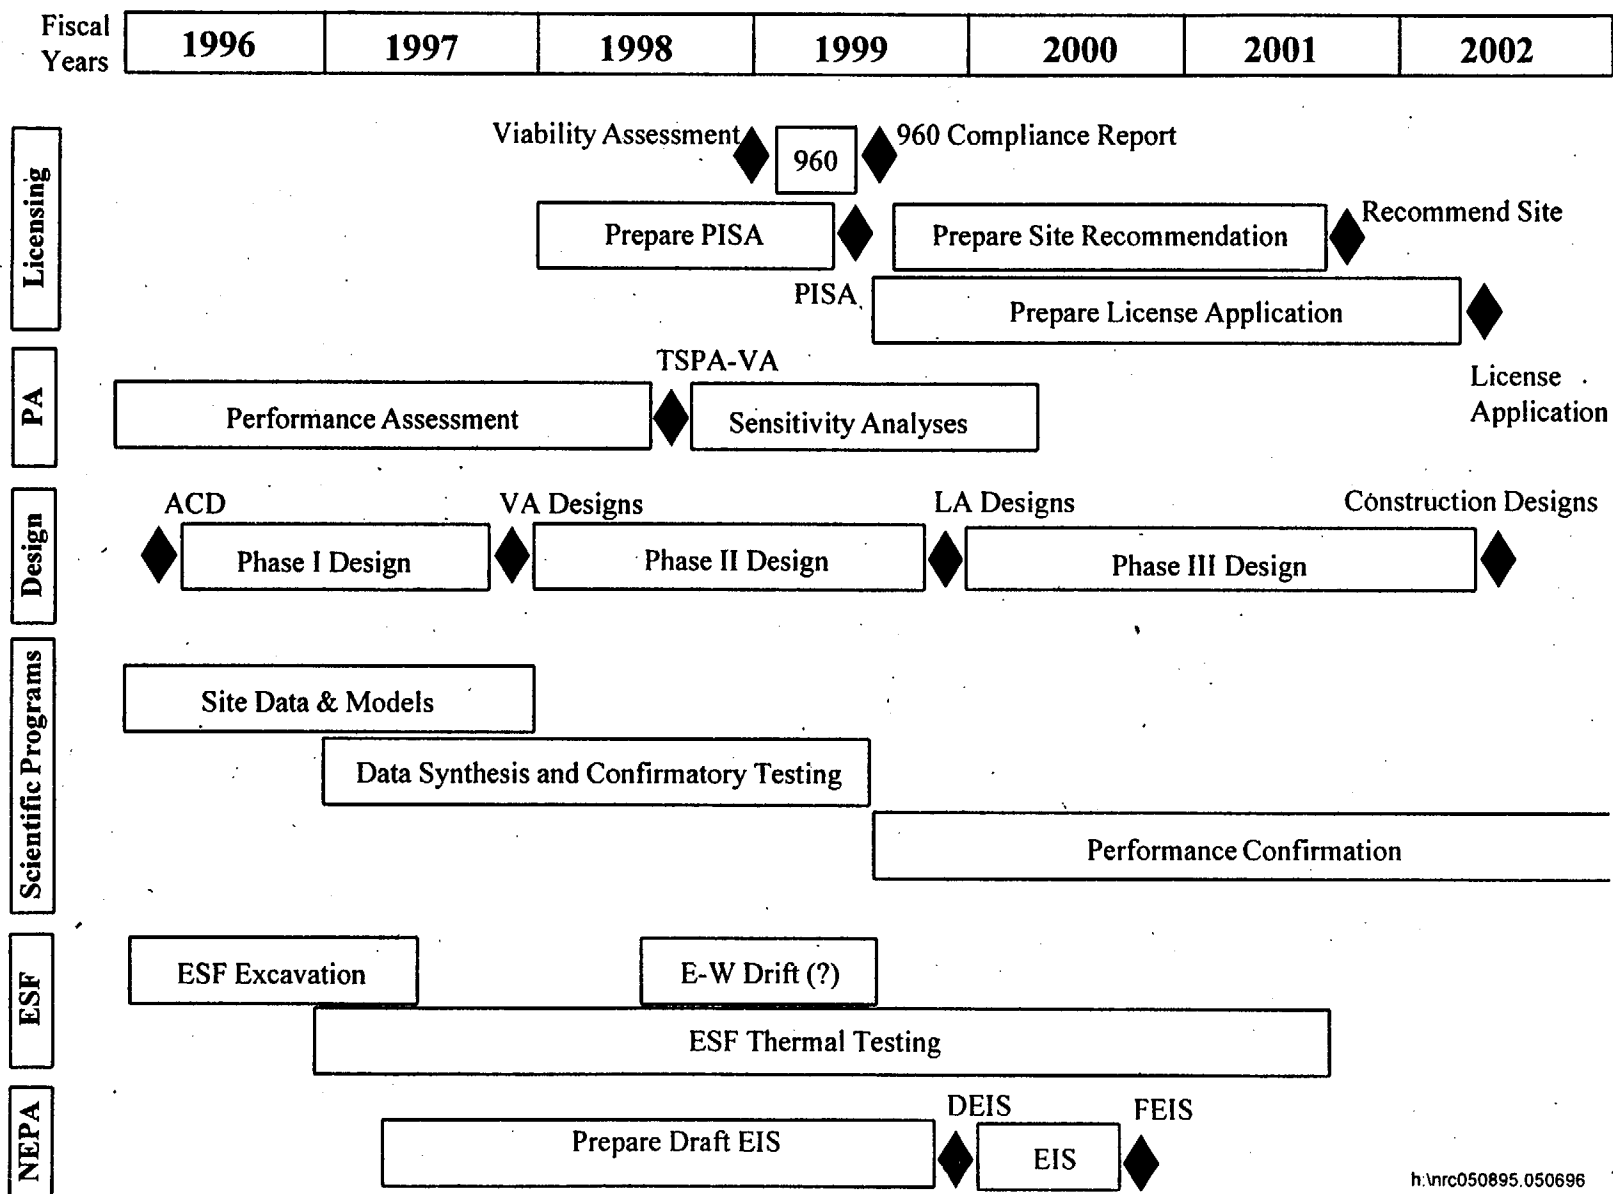 Fiscal
Years
1996 1997 1998 1999 2000 2001 2002
Licensing
Viability Assessment
960
960 Compliance Report
Prepare PISA
Prepare Site Recommendation
Recommend Site
PISA
Prepare License Application
License
Application
PA
TSPA-VA
Performance Assessment
Sensitivity Analyses
Design
ACD
VA Designs
LA Designs
Construction Designs
Phase I Design
Phase II Design
Phase III Design
Scientific Programs
Site Data & Models
Data Synthesis and Confirmatory Testing
Performance Confirmation
ESF
ESF Excavation
E-W Drift (?)
ESF Thermal Testing
NEPA
DEIS
FEIS
Prepare Draft EIS
EIS
h:\nrc050895.050696